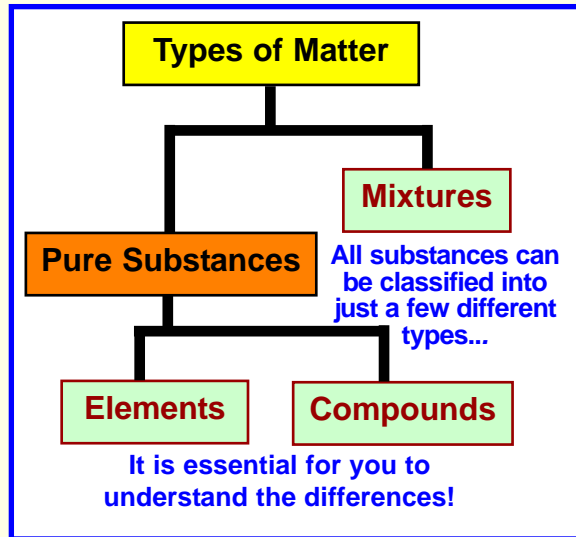 Types of Matter
Mixtures
Pure Substances
All substances can
be classified into
just a few different
types...
Elements
Compounds
It is essential for you to
understand the differences!